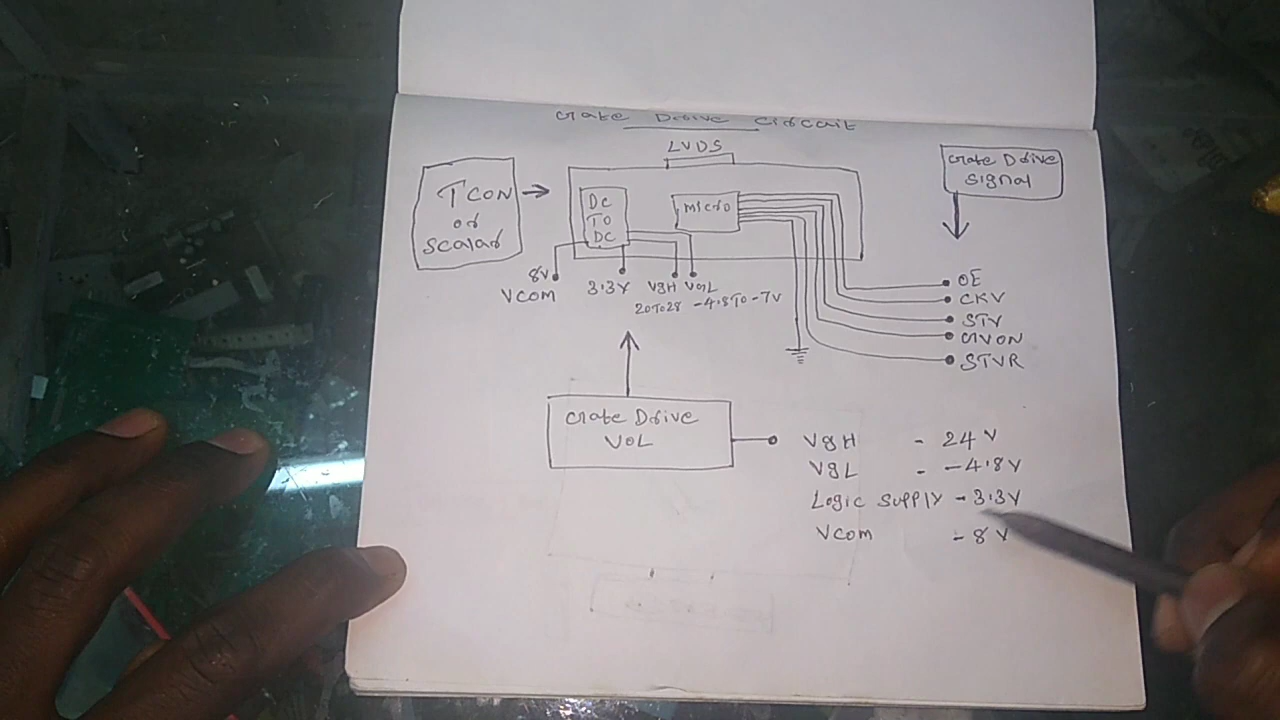 Gate Drive Circuit
LVDS
TCON
or
Scalar
DC
TO
DC
micro
Gate Drive
Signal
8V
VCOM
3.3V
VgH VgL
20TO28 -4.8TO -7V
OE
CKV
STV
GVON
STVR
Gate Drive
VOL
VgH - 24V
VgL - -4.8V
Logic Supply - 3.3V
Vcom - 8V